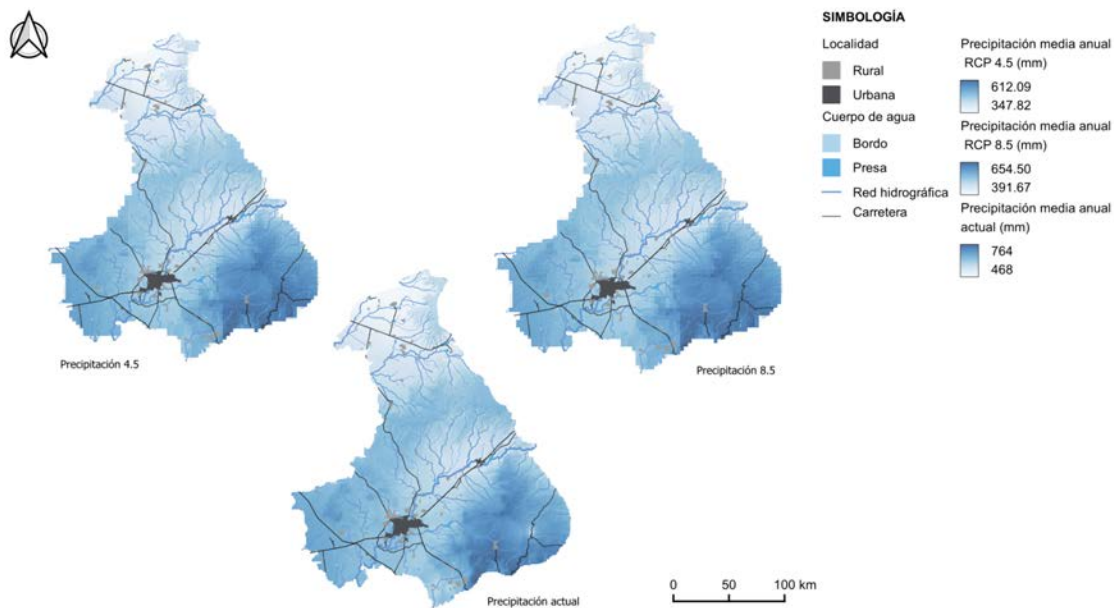 SIMBOLOGÍA
Localidad
Rural
Urbana
Cuerpo de agua
Bordo
Presa
Red hidrográfica
Carretera
Precipitación media anual
RCP 4.5 (mm)
612.09
347.82
Precipitación media anual
RCP 8.5 (mm)
654.50
391.67
Precipitación media anual
actual (mm)
764
468
Precipitación 4.5
Precipitación 8.5
Precipitación actual
0 50 100 km